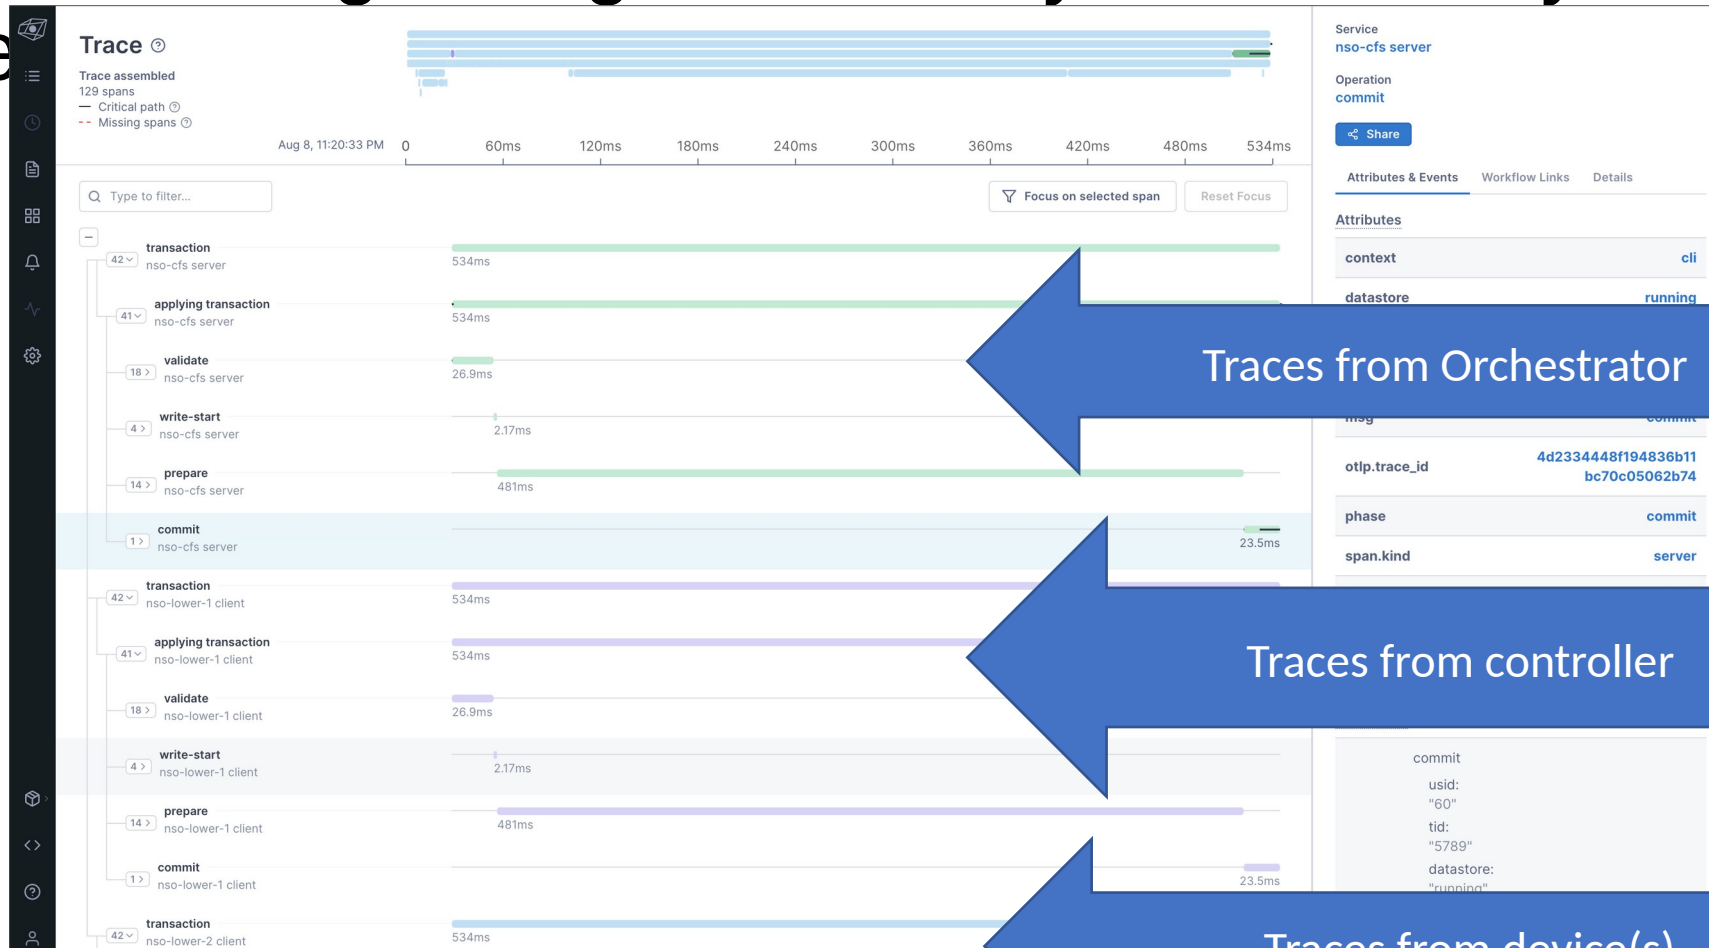 Trace
Trace assembled
129 spans
Critical path
Missing spans
Aug 8, 11:20:33 PM
0 60ms 120ms 180ms 240ms 300ms 360ms 420ms 480ms 534ms
Type to filter...
Focus on selected span
Reset Focus
transaction
42 nso-cfs server
534ms
applying transaction
41 nso-cfs server
534ms
validate
18 nso-cfs server
26.9ms
write-start
4 nso-cfs server
2.17ms
prepare
14 nso-cfs server
481ms
commit
1 nso-cfs server
23.5ms
transaction
42 nso-lower-1 client
534ms
applying transaction
41 nso-lower-1 client
534ms
validate
18 nso-lower-1 client
26.9ms
write-start
4 nso-lower-1 client
2.17ms
prepare
14 nso-lower-1 client
481ms
commit
1 nso-lower-1 client
23.5ms
transaction
42 nso-lower-2 client
534ms
Traces from Orchestrator
Traces from controller
Traces from device(s)
Service
nso-cfs server
Operation
commit
Share
Attributes & Events Workflow Links Details
Attributes
context cli
datastore running
msg commit
otlp.trace_id 4d2334448f194836b11
bc70c05062b74
phase commit
span.kind server
commit
usid:
"60"
tid:
"5789"
datastore:
"running"